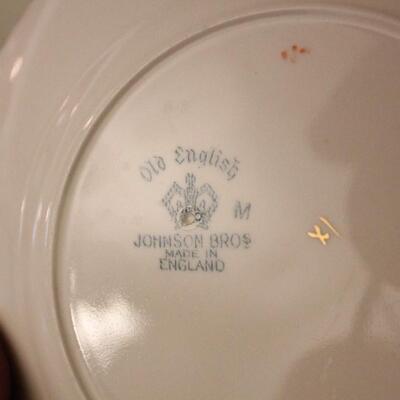 Old English
M
JOHNSON BROS
MADE IN
ENGLAND